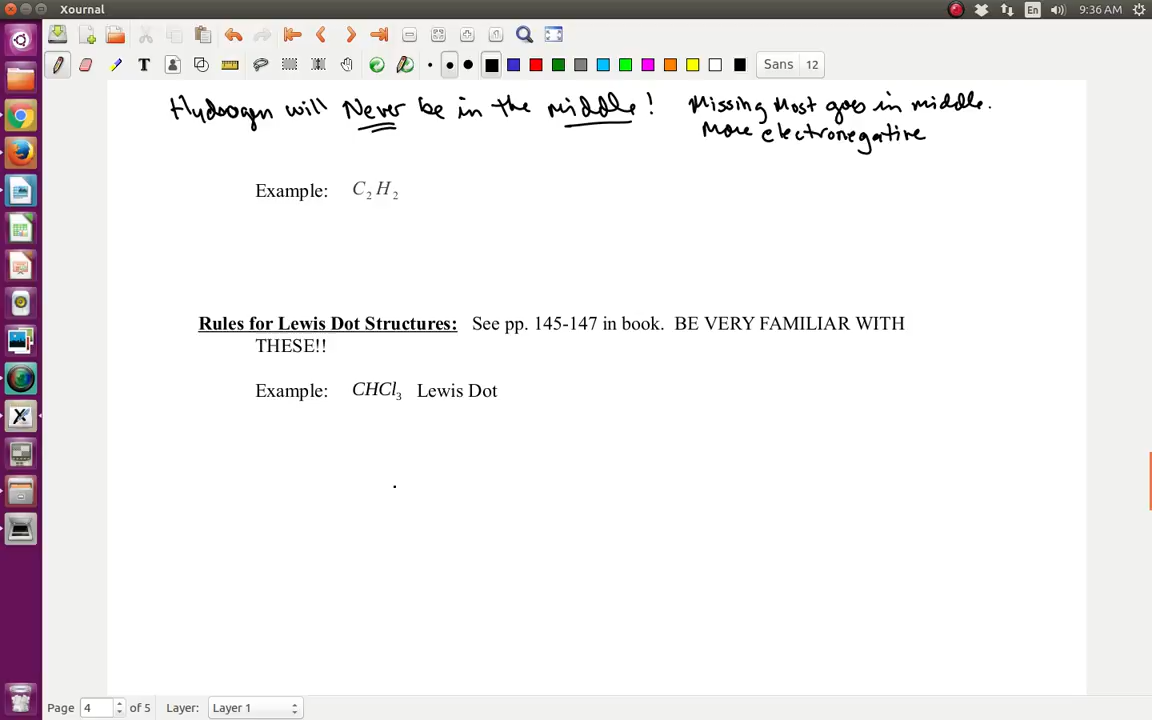 Xournal
En
9:36 AM
Sans 12
Hydrogen will Never be in the middle! Missing Most goes in middle.
More electronegative
Example: C₂H₂
Rules for Lewis Dot Structures: See pp. 145-147 in book. BE VERY FAMILIAR WITH
THESE!!
Example: CHCl₃ Lewis Dot
Page 4 of 5 Layer: Layer 1